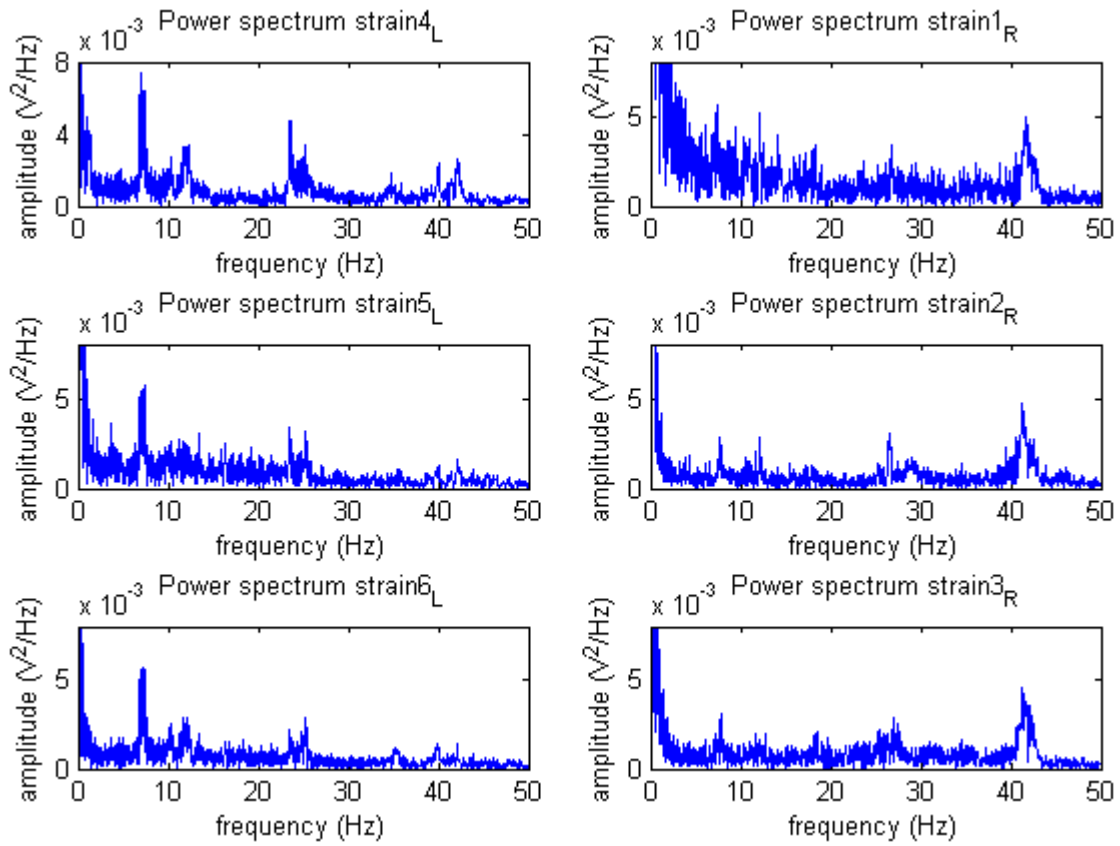 x 10^-3 Power spectrum strain4_L
amplitude (V^2/Hz)
8
4
0
0 10 20 30 40 50
frequency (Hz)
Power spectrum strain1_R
amplitude (V^2/Hz)
5
0
0 10 20 30 40 50
frequency (Hz)
x 10^-3 Power spectrum strain5_L
amplitude (V^2/Hz)
5
0
0 10 20 30 40 50
frequency (Hz)
x 10^-3 Power spectrum strain2_R
amplitude (V^2/Hz)
5
0
0 10 20 30 40 50
frequency (Hz)
x 10^-3 Power spectrum strain6_L
amplitude (V^2/Hz)
5
0
0 10 20 30 40 50
frequency (Hz)
x 10^-3 Power spectrum strain3_R
amplitude (V^2/Hz)
5
0
0 10 20 30 40 50
frequency (Hz)